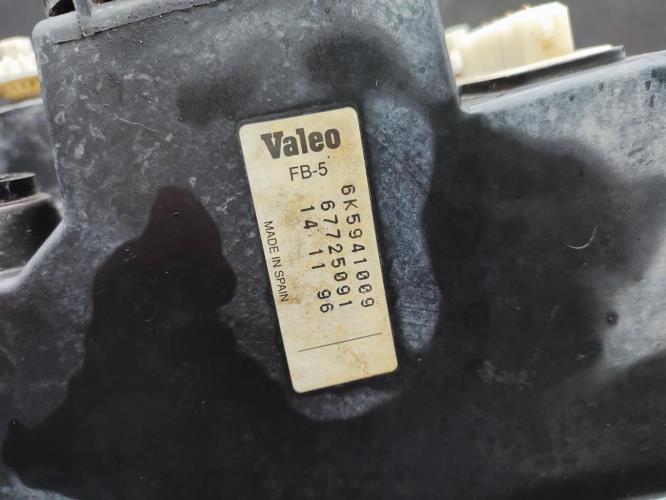 Valeo
FB-5
6K5941009
67725091
14 11 96
MADE IN SPAIN